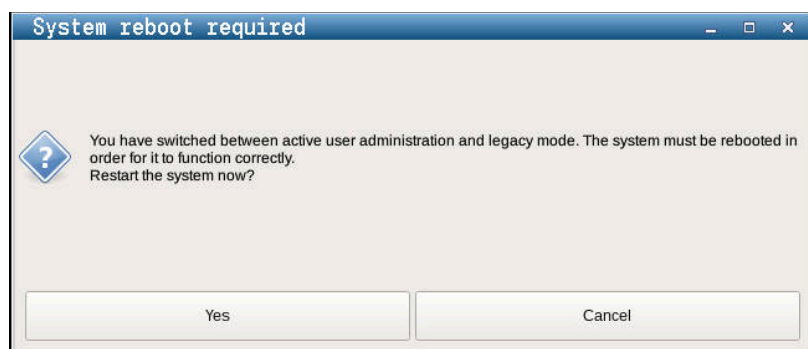 System reboot required
You have switched between active user administration and legacy mode. The system must be rebooted in
order for it to function correctly.
Restart the system now?
Yes
Cancel